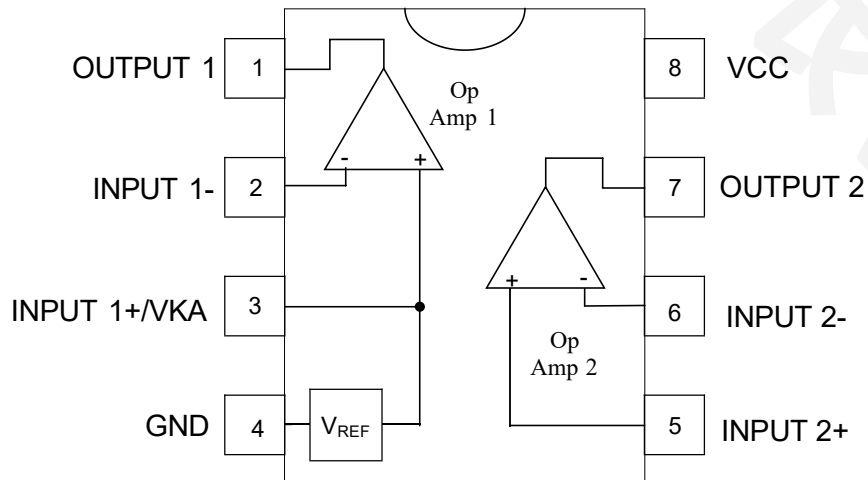 OUTPUT 1 1
INPUT 1- 2
INPUT 1+/VKA 3
GND 4
Op
Amp 1
- +
VREF
8 VCC
7 OUTPUT 2
6 INPUT 2-
5 INPUT 2+
+ -
Op
Amp 2